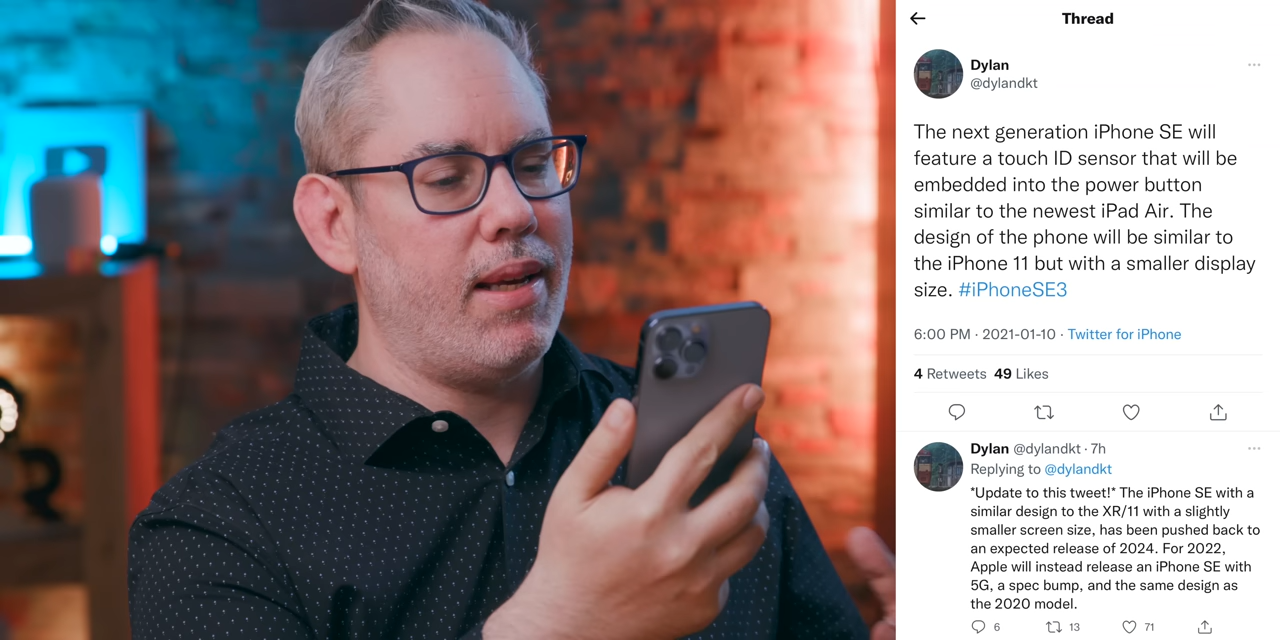 Thread
Dylan
@dylandkt
The next generation iPhone SE will
feature a touch ID sensor that will be
embedded into the power button
similar to the newest iPad Air. The
design of the phone will be similar to
the iPhone 11 but with a smaller display
size. #iPhoneSE3
6:00 PM · 2021-01-10 · Twitter for iPhone
4 Retweets 49 Likes
Dylan @dylandkt · 7h
Replying to @dylandkt
*Update to this tweet!* The iPhone SE with a
similar design to the XR/11 with a slightly
smaller screen size, has been pushed back to
an expected release of 2024. For 2022,
Apple will instead release an iPhone SE with
5G, a spec bump, and the same design as
the 2020 model.
6 13 71